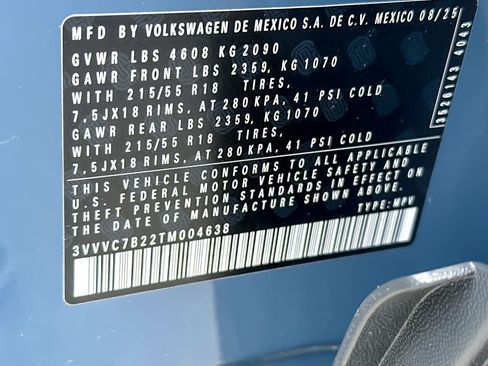 MFD BY VOLKSWAGEN DE MEXICO S.A. DE C.V. MEXICO 08/25
GVWR LBS 4608 KG 2090
GAWR FRONT LBS 2359, KG 1070
WITH 215/55 R18 TIRES,
7,5JX18 RIMS, AT 280 KPA, 41 PSI COLD
GAWR REAR LBS 2359, KG 1070
WITH 215/55 R18 TIRES,
7,5JX18 RIMS, AT 280 KPA, 41 PSI COLD
THIS VEHICLE CONFORMS TO ALL APPLICABLE
U.S. FEDERAL MOTOR VEHICLE SAFETY AND
THEFT PREVENTION STANDARDS IN EFFECT ON
THE DATE OF MANUFACTURE SHOWN ABOVE.
3VVVC7B22TM004638 TYPE: MPV
3620143 4043